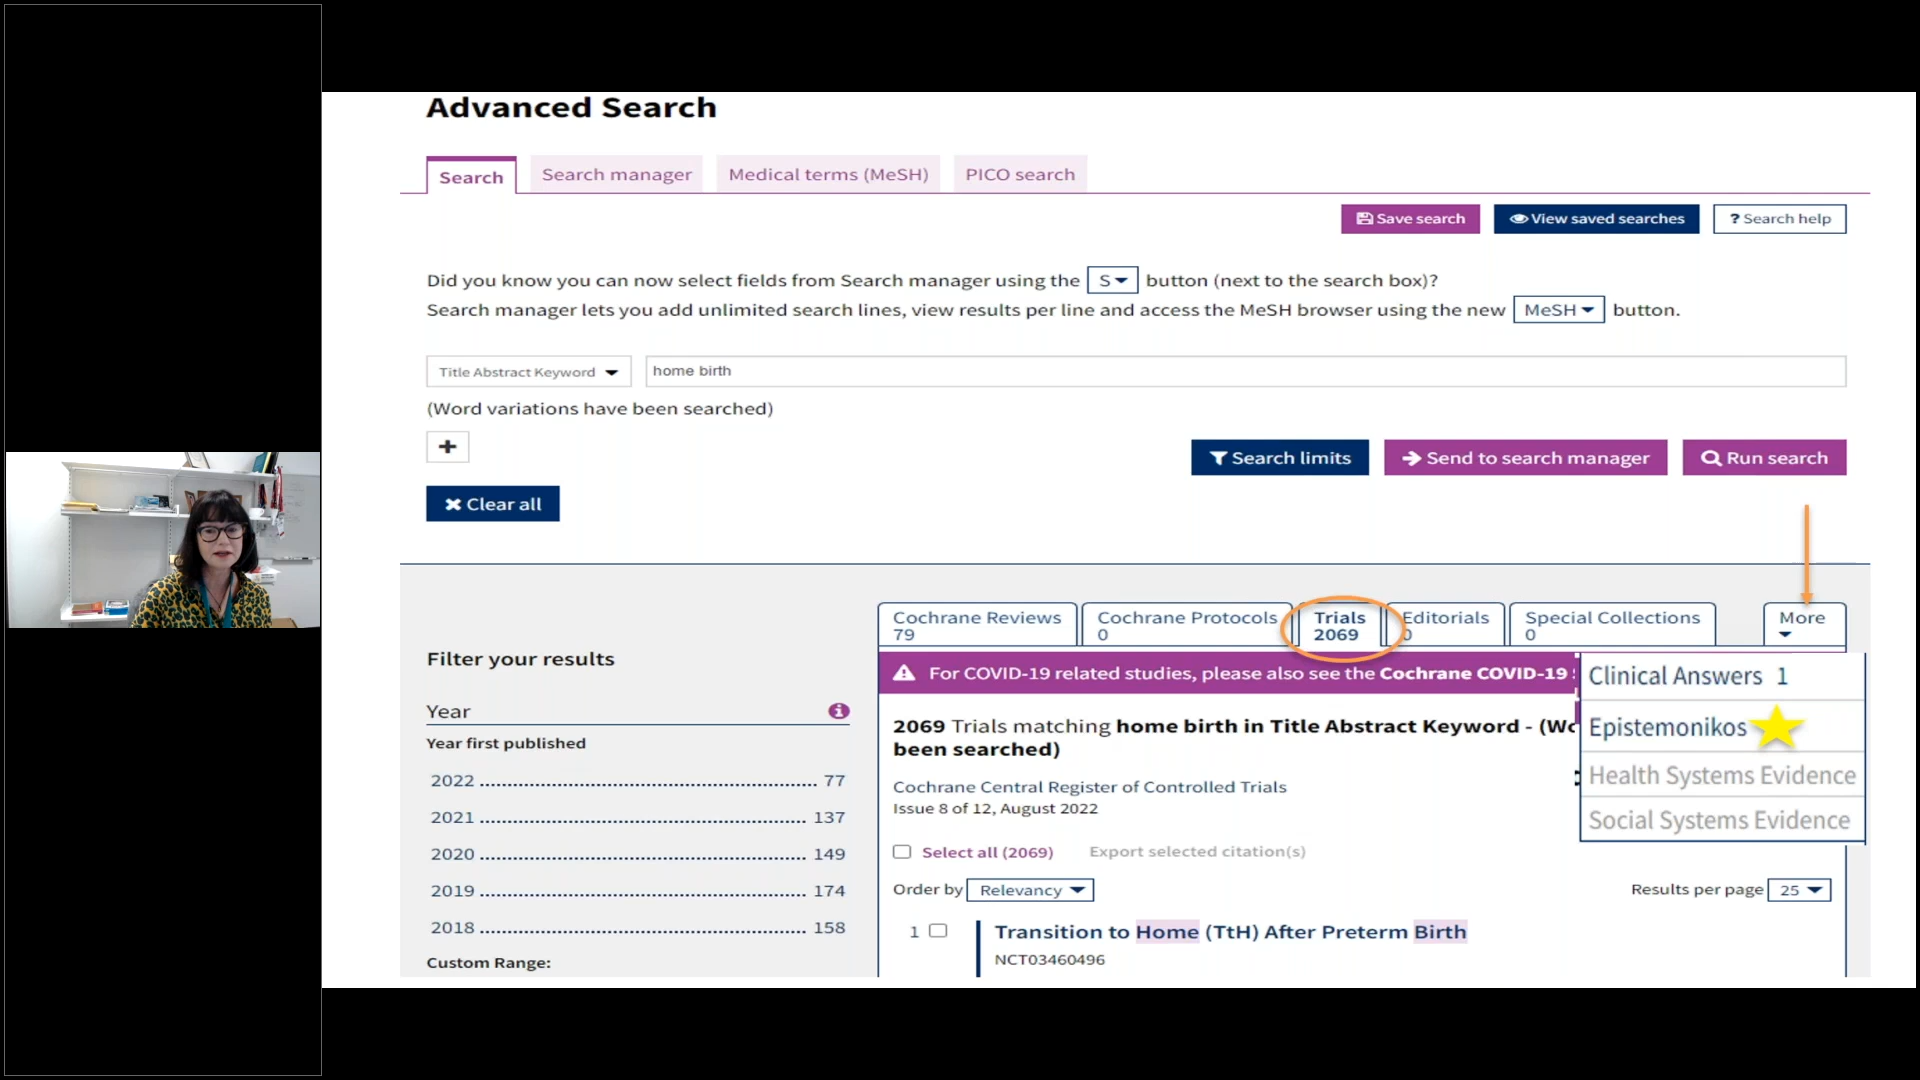 Advanced Search
Search
Search manager
Medical terms (MeSH)
PICO search
Save search
View saved searches
? Search help
Did you know you can now select fields from Search manager using the S button (next to the search box)?
Search manager lets you add unlimited search lines, view results per line and access the MeSH browser using the new MeSH button.
Title Abstract Keyword
home birth
(Word variations have been searched)
+
Search limits
Send to search manager
Run search
Clear all
Cochrane Reviews
79
Cochrane Protocols
0
Trials
2069
Editorials
0
Special Collections
0
More
Filter your results
Year
Year first published
2022 77
2021 137
2020 149
2019 174
2018 158
Custom Range:
For COVID-19 related studies, please also see the Cochrane COVID-19
Clinical Answers 1
Epistemonikos
Health Systems Evidence
Social Systems Evidence
2069 Trials matching home birth in Title Abstract Keyword - (Wo
been searched)
Cochrane Central Register of Controlled Trials
Issue 8 of 12, August 2022
Select all (2069)
Export selected citation(s)
Order by Relevancy
Results per page 25
1
Transition to Home (TtH) After Preterm Birth
NCT03460496